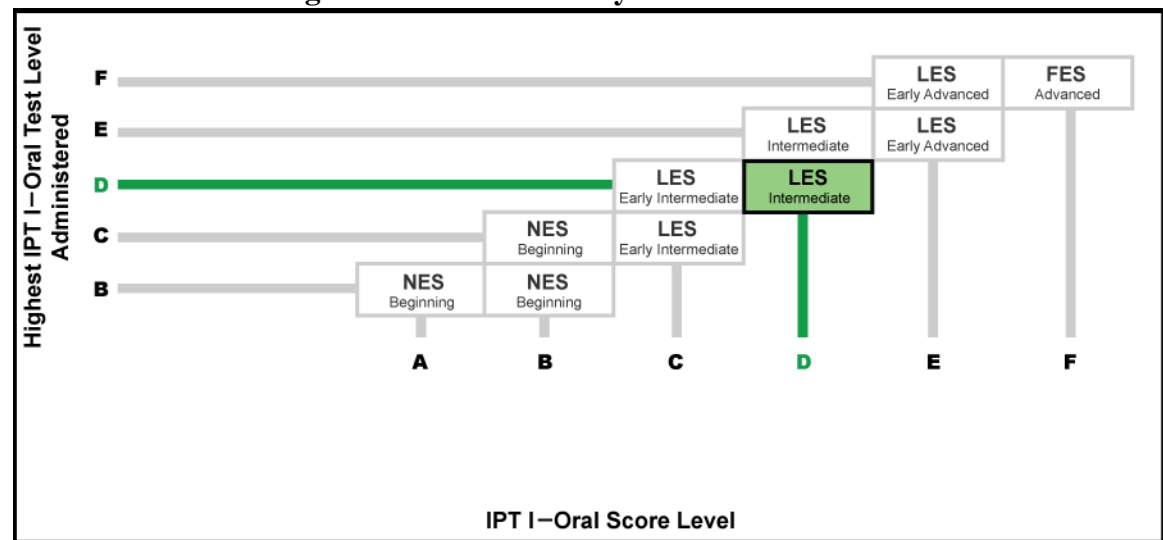 Highest IPT I–Oral Test Level
Administered
F
LES
Early Advanced
FES
Advanced
E
LES
Intermediate
LES
Early Advanced
D
LES
Early Intermediate
LES
Intermediate
C
NES
Beginning
LES
Early Intermediate
B
NES
Beginning
NES
Beginning
A B C D E F
IPT I–Oral Score Level